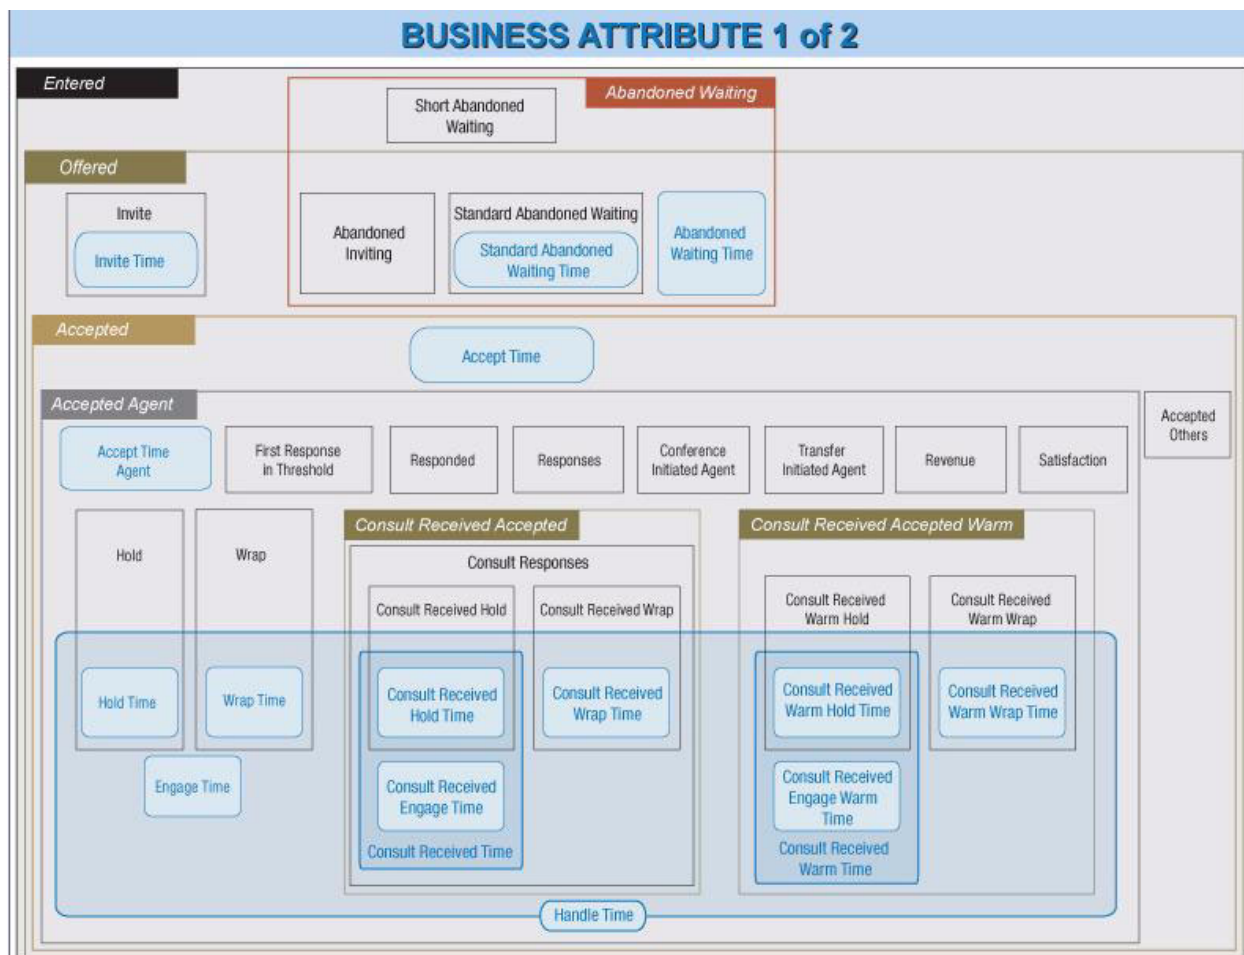 BUSINESS ATTRIBUTE 1 of 2
Entered
Abandoned Waiting
Short Abandoned
Waiting
Offered
Invite
Invite Time
Abandoned
Inviting
Standard Abandoned Waiting
Standard Abandoned
Waiting Time
Abandoned
Waiting Time
Accepted
Accept Time
Accepted Agent
Accepted
Others
Accept Time
Agent
First Response
in Threshold
Responded
Responses
Conference
Initiated Agent
Transfer
Initiated Agent
Revenue
Satisfaction
Hold
Wrap
Consult Received Accepted
Consult Responses
Consult Received Hold
Consult Received Wrap
Consult Received Accepted Warm
Consult Received
Warm Hold
Consult Received
Warm Wrap
Hold Time
Wrap Time
Consult Received
Hold Time
Consult Received
Wrap Time
Consult Received
Warm Hold Time
Consult Received
Warm Wrap Time
Engage Time
Consult Received
Engage Time
Consult Received Time
Consult Received
Engage Warm
Time
Consult Received
Warm Time
Handle Time